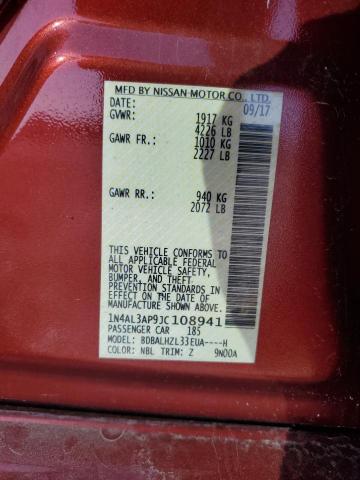 MFD BY NISSAN MOTOR CO., LTD.
DATE: 09/17
GVWR: 1917 KG
4226 LB
GAWR FR.: 1010 KG
2227 LB
GAWR RR.: 940 KG
2072 LB
THIS VEHICLE CONFORMS TO
ALL APPLICABLE FEDERAL
MOTOR VEHICLE SAFETY,
BUMPER, AND THEFT
PREVENTION STANDARDS IN
EFFECT ON THE DATE OF
MANUFACTURE SHOWN ABOVE.
1N4AL3AP9JC108941
PASSENGER CAR 185
MODEL: BDBALHZL33EUA----H
COLOR: NBL TRIM: Z 9N00A